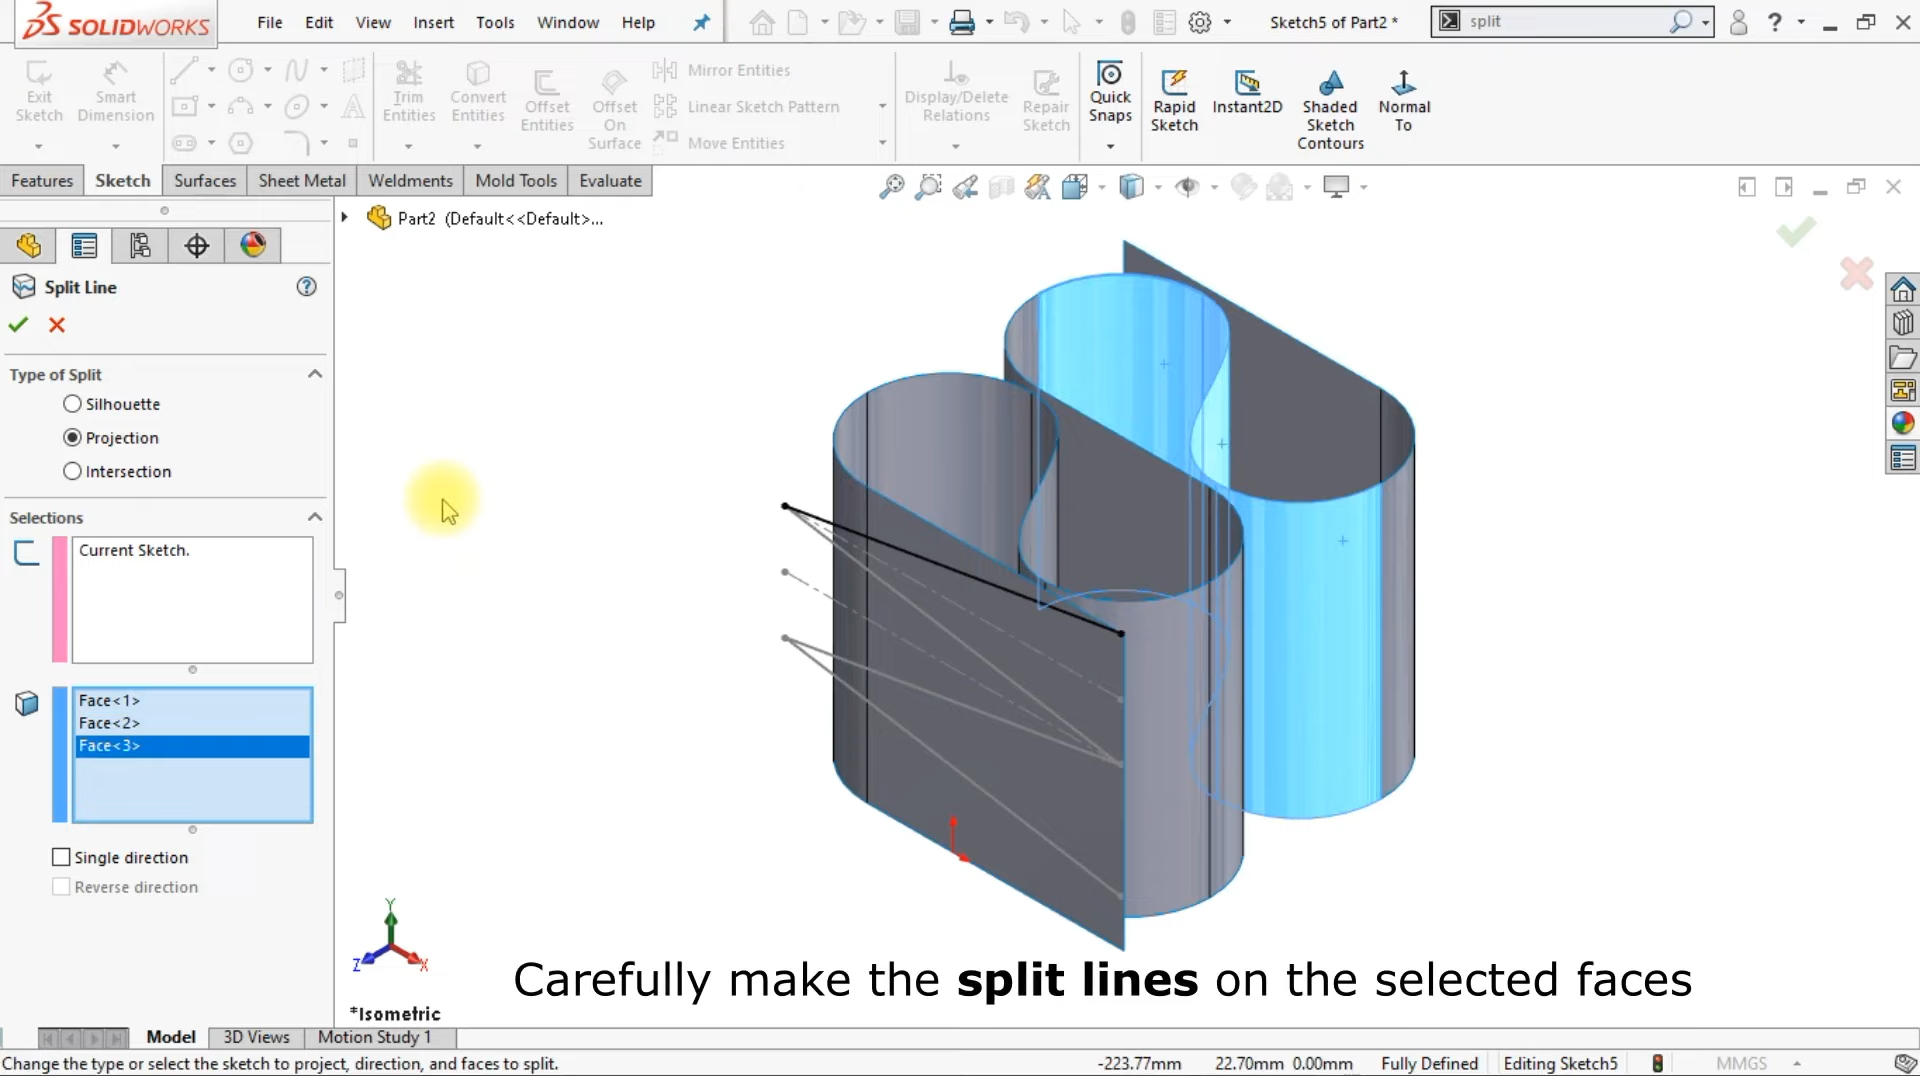 SOLIDWORKS
File Edit View Insert Tools Window Help
Sketch5 of Part2 *
split
Exit Sketch
Smart Dimension
Trim Entities
Convert Entities
Offset Entities
Offset On Surface
Mirror Entities
Linear Sketch Pattern
Move Entities
Display/Delete Relations
Repair Sketch
Quick Snaps
Rapid Sketch
Instant2D
Shaded Sketch Contours
Normal To
Features Sketch Surfaces Sheet Metal Weldments Mold Tools Evaluate
Part2 (Default<<Default>...
Split Line
Type of Split
Silhouette
Projection
Intersection
Selections
Current Sketch.
Face<1>
Face<2>
Face<3>
Single direction
Reverse direction
Y
Z
X
Carefully make the split lines on the selected faces
*Isometric
Model 3D Views Motion Study 1
Change the type or select the sketch to project, direction, and faces to split.
-223.77mm 22.70mm 0.00mm Fully Defined Editing Sketch5 MMGS